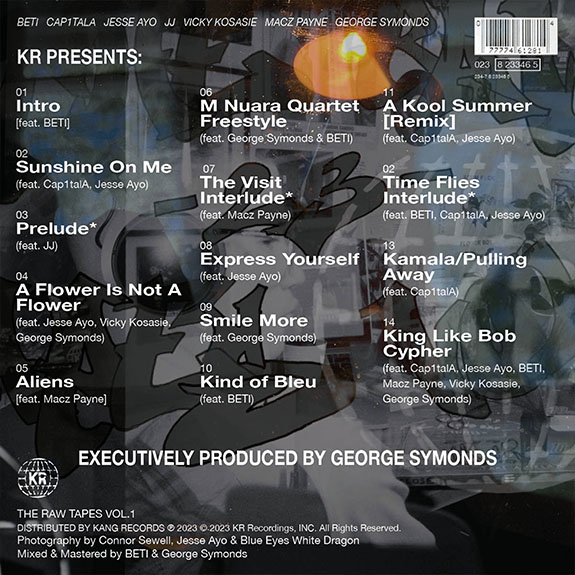 BETI CAP1TALA JESSE AYO JJ VICKY KOSASIE MACZ PAYNE GEORGE SYMONDS
0 4
77774 61281
023 8 23346 5
KR PRESENTS:
01
Intro
[feat. BETI]
02
Sunshine On Me
(feat. Cap1talA, Jesse Ayo)
03
Prelude*
(feat. JJ)
04
A Flower Is Not A
Flower
(feat. Jesse Ayo, Vicky Kosasie,
George Symonds)
05
Aliens
[feat. Macz Payne]
06
M Nuara Quartet
Freestyle
(feat. George Symonds & BETI)
07
The Visit
Interlude*
(feat. Macz Payne)
08
Express Yourself
(feat. Jesse Ayo)
09
Smile More
(feat. George Symonds)
10
Kind of Bleu
(feat. BETI)
11
A Kool Summer
[Remix]
(feat. Cap1talA, Jesse Ayo)
02
Time Flies
Interlude*
(feat. BETI, Cap1talA, Jesse Ayo)
13
Kamala/Pulling
Away
(feat. Cap1talA)
14
King Like Bob
Cypher
(feat. Cap1talA, Jesse Ayo, BETI,
Macz Payne, Vicky Kosasie,
George Symonds)
EXECUTIVELY PRODUCED BY GEORGE SYMONDS
KR
THE RAW TAPES VOL.1
DISTRIBUTED BY KANG RECORDS ℗ 2023 © 2023 KR Recordings, INC. All Rights Reserved.
Photography by Connor Sewell, Jesse Ayo & Blue Eyes White Dragon
Mixed & Mastered by BETI & George Symonds